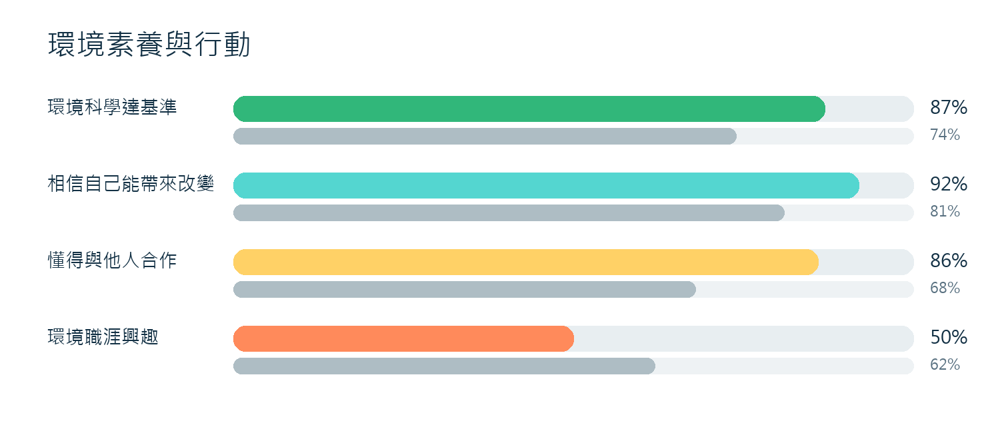 環境素養與行動
環境科學達基準 87%
74%
相信自己能帶來改變 92%
81%
懂得與他人合作 86%
68%
環境職涯興趣 50%
62%